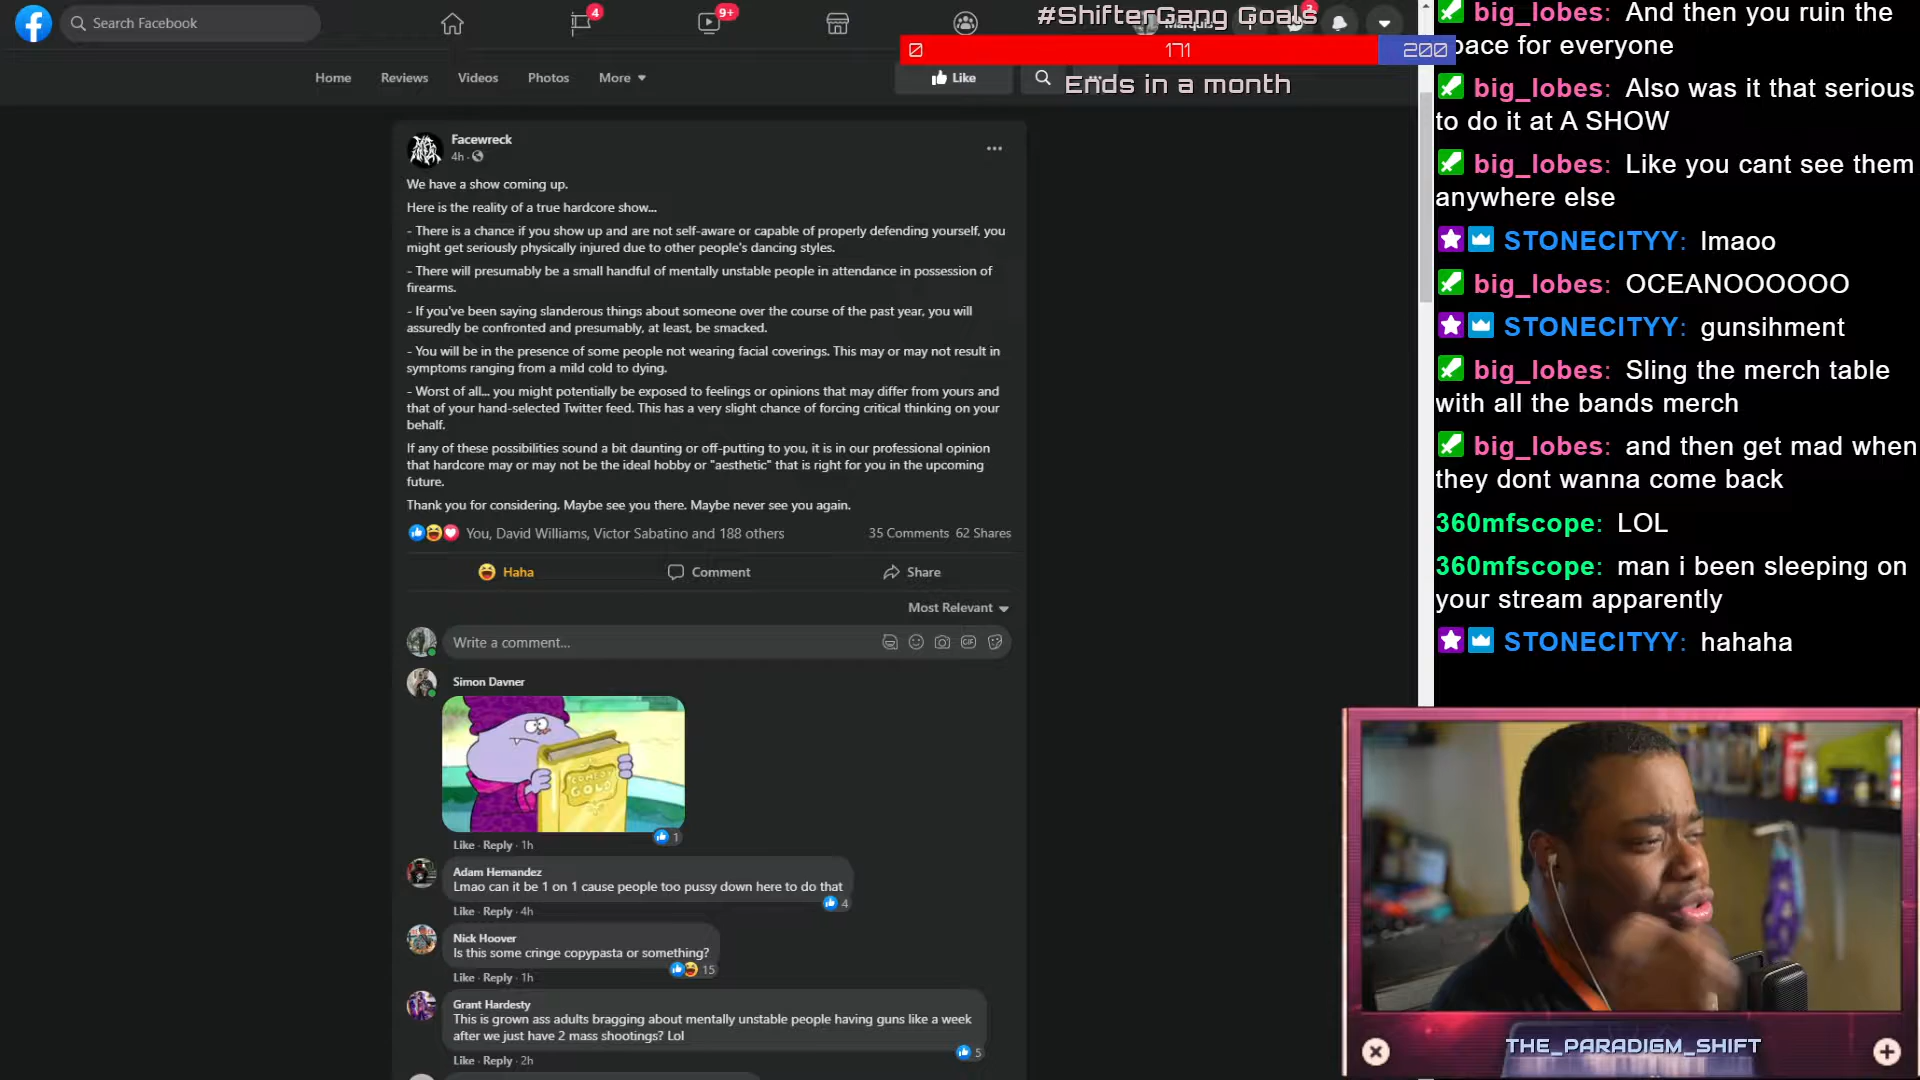 Search Facebook
4
9+
Home
Reviews
Videos
Photos
More
Like
#ShifterGang Goals
0
171
200
Ends in a month
Facewreck
4h ·
We have a show coming up.
Here is the reality of a true hardcore show...
- There is a chance if you show up and are not self-aware or capable of properly defending yourself, you
might get seriously physically injured due to other people's dancing styles.
- There will presumably be a small handful of mentally unstable people in attendance in possession of
firearms.
- If you've been saying slanderous things about someone over the course of the past year, you will
assuredly be confronted and presumably, at least, be smacked.
- You will be in the presence of some people not wearing facial coverings. This may or may not result in
symptoms ranging from a mild cold to dying.
- Worst of all... you might potentially be exposed to feelings or opinions that may differ from yours and
that of your hand-selected Twitter feed. This has a very slight chance of forcing critical thinking on your
behalf.
If any of these possibilities sound a bit daunting or off-putting to you, it is in our professional opinion
that hardcore may or may not be the ideal hobby or "aesthetic" that is right for you in the upcoming
future.
Thank you for considering. Maybe see you there. Maybe never see you again.
You, David Williams, Victor Sabatino and 188 others
35 Comments 62 Shares
Haha
Comment
Share
Most Relevant
Write a comment...
GIF
Simon Davner
COMEDY
GOLD
1
Like · Reply · 1h
Adam Hernandez
Lmao can it be 1 on 1 cause people too pussy down here to do that
4
Like · Reply · 4h
Nick Hoover
Is this some cringe copypasta or something?
15
Like · Reply · 1h
Grant Hardesty
This is grown ass adults bragging about mentally unstable people having guns like a week
after we just have 2 mass shootings? Lol
5
Like · Reply · 2h
big_lobes: And then you ruin the
pace for everyone
big_lobes: Also was it that serious
to do it at A SHOW
big_lobes: Like you cant see them
anywhere else
STONECITYY: lmaoo
big_lobes: OCEANOOOOOO
STONECITYY: gunsihment
big_lobes: Sling the merch table
with all the bands merch
big_lobes: and then get mad when
they dont wanna come back
360mfscope: LOL
360mfscope: man i been sleeping on
your stream apparently
STONECITYY: hahaha
THE_PARADIGM_SHIFT